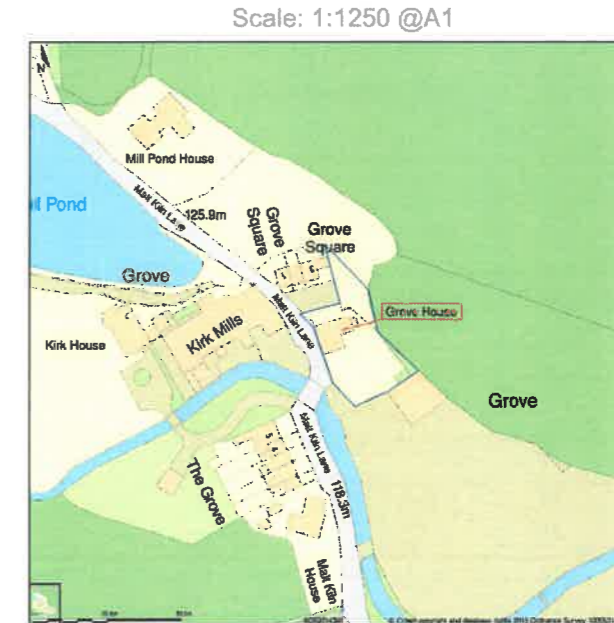 Scale: 1:1250 @A1
N
Mill Pond House
Pond
Malt Kiln Lane
125.9m
Grove
Square
Grove
Square
Grove
Malt Kiln Lane
Grove House
Kirk House
Kirk Mills
Grove
Malt Kiln Lane
The Grove
118.3m
Malt Kiln
House